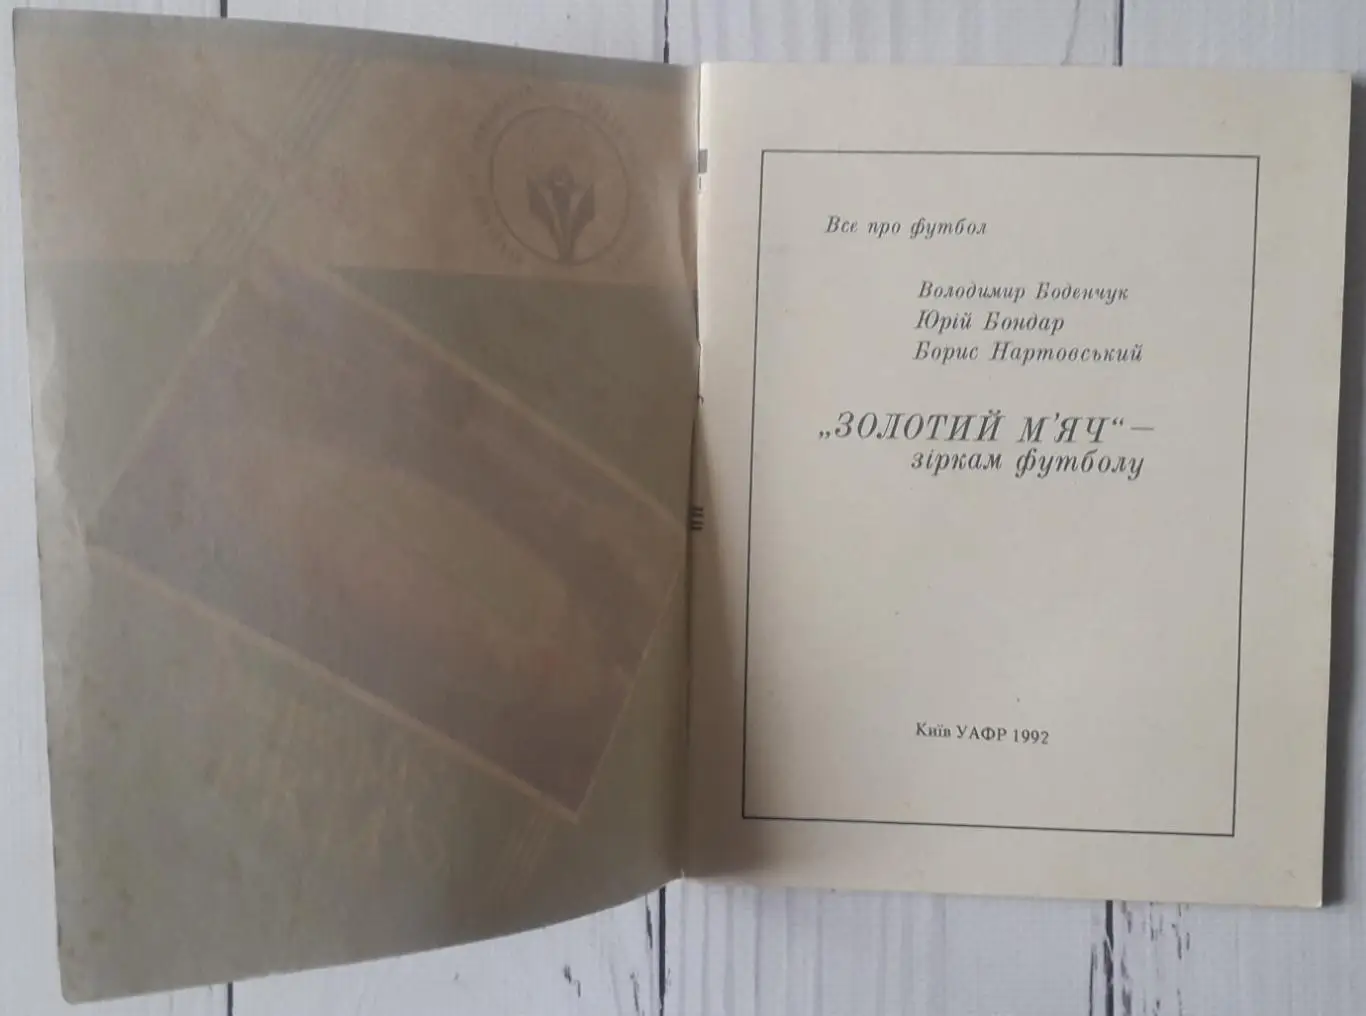 Все про футбол
Володимир Боденчук
Юрій Бондар
Борис Нартовський
„ЗОЛОТИЙ М'ЯЧ“ —
зіркам футболу
Київ УАФР 1992